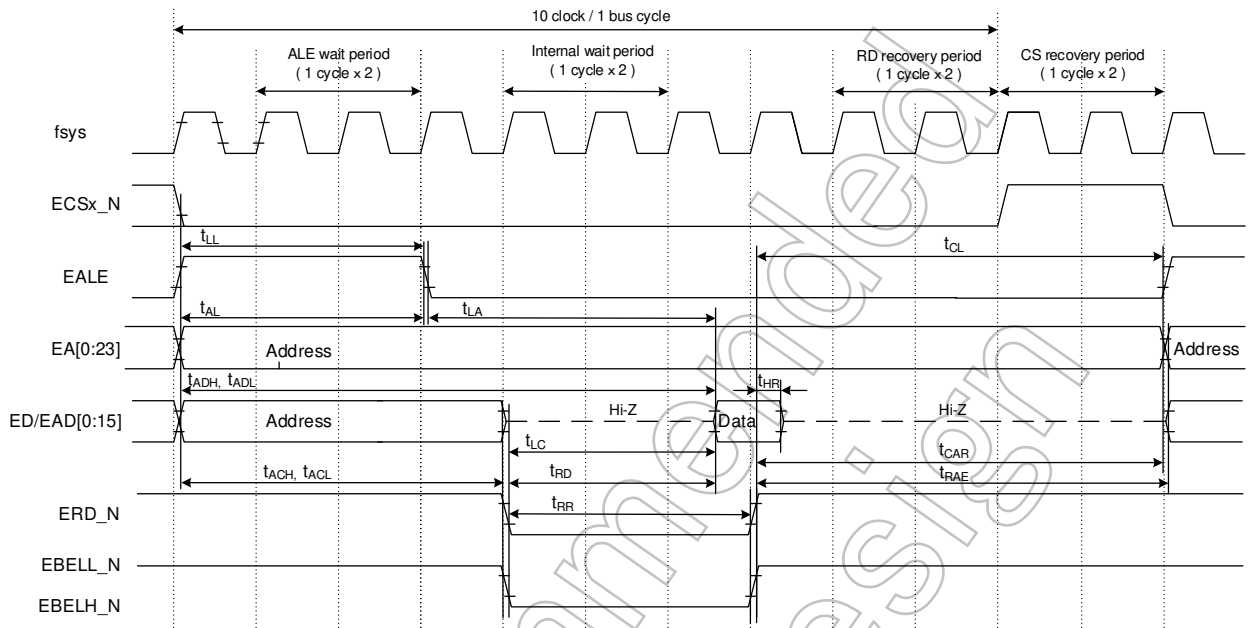 10 clock / 1 bus cycle
ALE wait period
( 1 cycle x 2 )
Internal wait period
( 1 cycle x 2 )
RD recovery period
( 1 cycle x 2 )
CS recovery period
( 1 cycle x 2 )
fsys
ECSx_N
tLL
tCL
EALE
tAL
tLA
EA[0:23]
Address
Address
tADH, tADL
tHR
ED/EAD[0:15]
Address
Hi-Z
Data
Hi-Z
tLC
tCAR
tACH, tACL
tRD
tRAE
ERD_N
tRR
EBELL_N
EBELH_N
mmended
esign